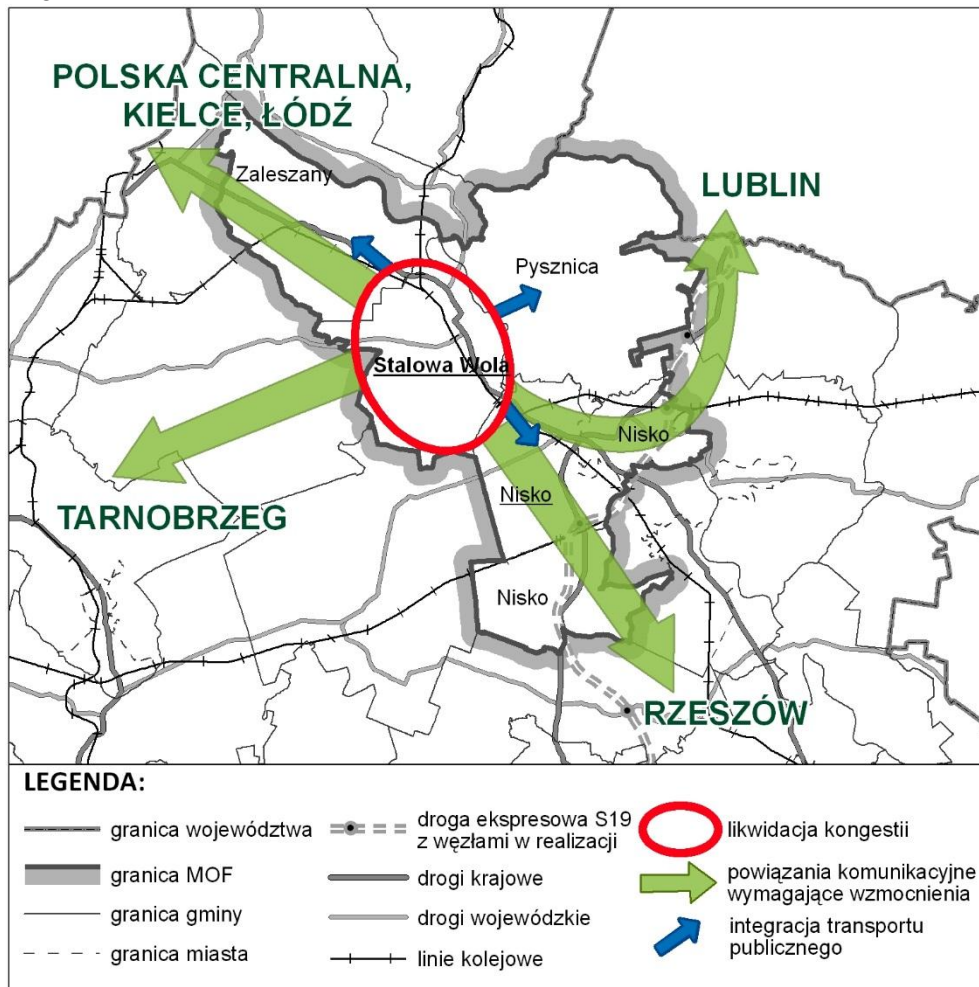 POLSKA CENTRALNA,
KIELCE, ŁÓDŹ
Zaleszany
LUBLIN
Pysznica
Stalowa Wola
Nisko
Nisko
TARNOBRZEG
Nisko
RZESZÓW
LEGENDA:
granica województwa
granica MOF
granica gminy
granica miasta
droga ekspresowa S19
z węzłami w realizacji
drogi krajowe
drogi wojewódzkie
linie kolejowe
likwidacja kongestii
powiązania komunikacyjne
wymagające wzmocnienia
integracja transportu
publicznego